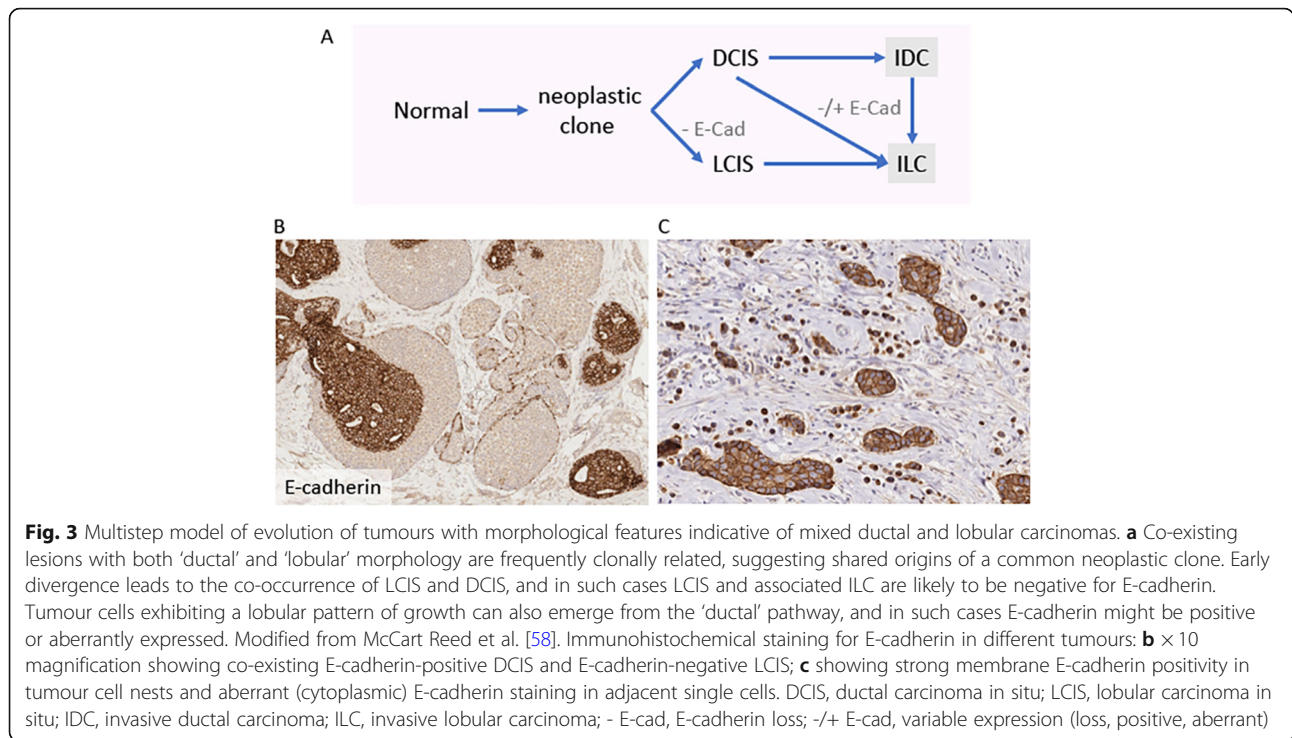 A
DCIS
IDC
Normal
neoplastic
clone
- E-Cad
-/+ E-Cad
LCIS
ILC
B
C
E-cadherin
Fig. 3 Multistep model of evolution of tumours with morphological features indicative of mixed ductal and lobular carcinomas. a Co-existing
lesions with both ‘ductal’ and ‘lobular’ morphology are frequently clonally related, suggesting shared origins of a common neoplastic clone. Early
divergence leads to the co-occurrence of LCIS and DCIS, and in such cases LCIS and associated ILC are likely to be negative for E-cadherin.
Tumour cells exhibiting a lobular pattern of growth can also emerge from the ‘ductal’ pathway, and in such cases E-cadherin might be positive
or aberrantly expressed. Modified from McCart Reed et al. [58]. Immunohistochemical staining for E-cadherin in different tumours: b × 10
magnification showing co-existing E-cadherin-positive DCIS and E-cadherin-negative LCIS; c showing strong membrane E-cadherin positivity in
tumour cell nests and aberrant (cytoplasmic) E-cadherin staining in adjacent single cells. DCIS, ductal carcinoma in situ; LCIS, lobular carcinoma in
situ; IDC, invasive ductal carcinoma; ILC, invasive lobular carcinoma; - E-cad, E-cadherin loss; -/+ E-cad, variable expression (loss, positive, aberrant)